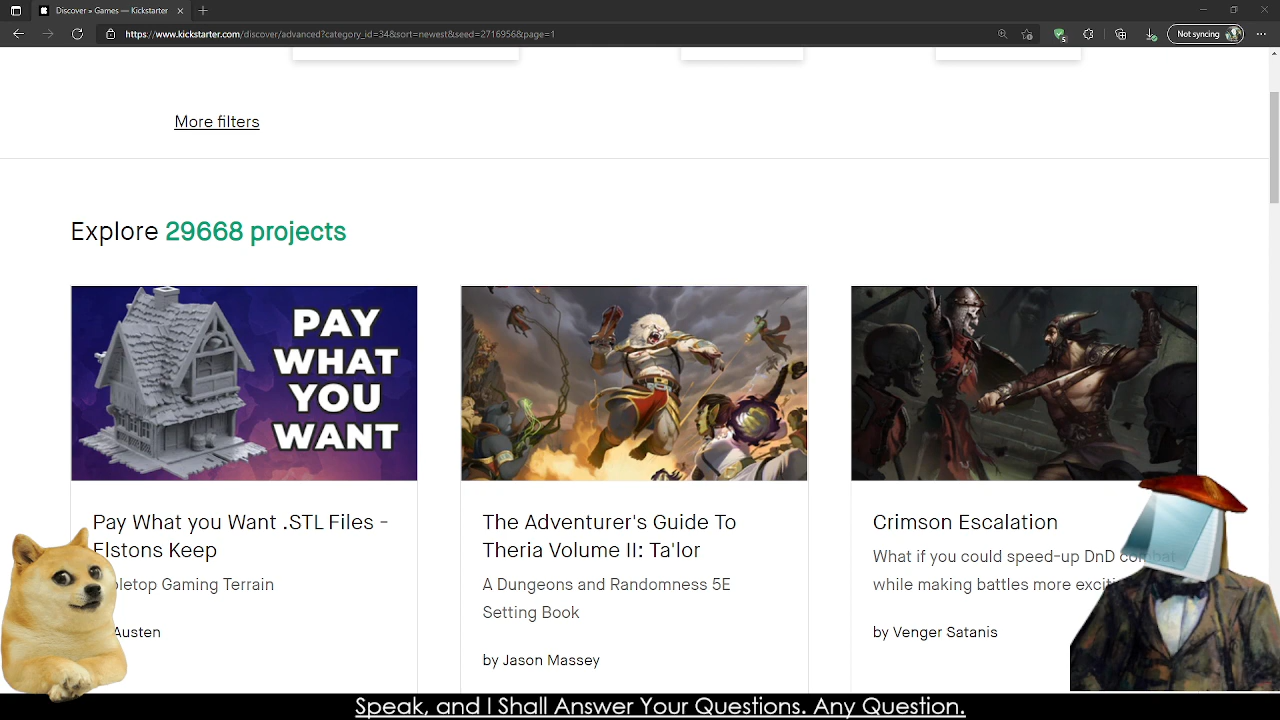 Discover » Games — Kickstarter
https://www.kickstarter.com/discover/advanced?category_id=34&sort=newest&seed=2716956&page=1
Not syncing
More filters
Explore 29668 projects
PAY
WHAT
YOU
WANT
Pay What you Want .STL Files -
Elstons Keep
bletop Gaming Terrain
Austen
The Adventurer's Guide To
Theria Volume II: Ta'lor
A Dungeons and Randomness 5E
Setting Book
by Jason Massey
Crimson Escalation
What if you could speed-up DnD combat
while making battles more
by Venger Satanis
Speak, and I Shall Answer Your Questions. Any Question.